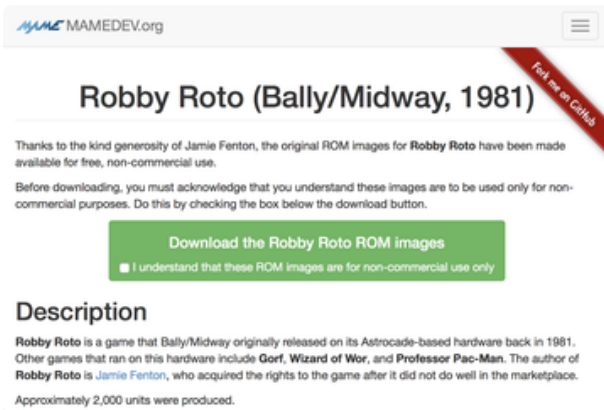 MAME MAMEDEV.org
Fork me on GitHub
Robby Roto (Bally/Midway, 1981)
Thanks to the kind generosity of Jamie Fenton, the original ROM images for Robby Roto have been made
available for free, non-commercial use.
Before downloading, you must acknowledge that you understand these images are to be used only for non-
commercial purposes. Do this by checking the box below the download button.
Download the Robby Roto ROM images
I understand that these ROM images are for non-commercial use only
Description
Robby Roto is a game that Bally/Midway originally released on its Astrocade-based hardware back in 1981.
Other games that ran on this hardware include Gorf, Wizard of Wor, and Professor Pac-Man. The author of
Robby Roto is Jamie Fenton, who acquired the rights to the game after it did not do well in the marketplace.
Approximately 2,000 units were produced.